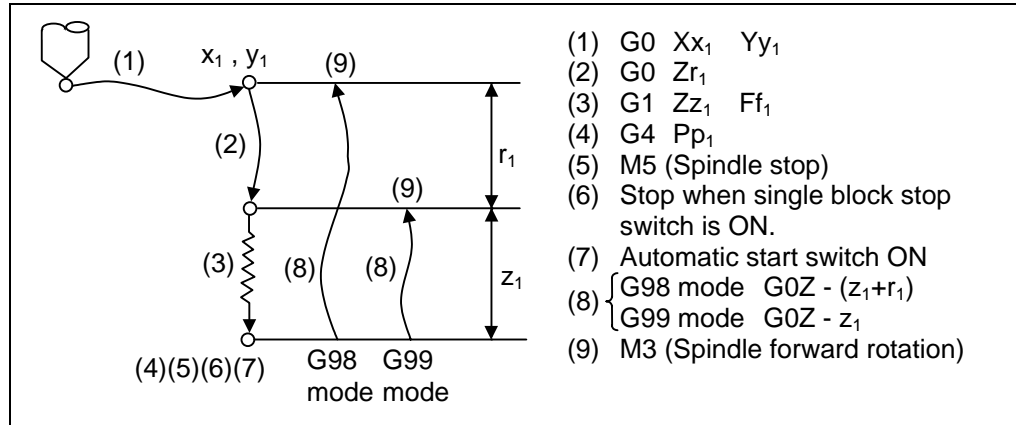 (1)
x₁ , y₁
(9)
(2)
r₁
(9)
(3)
(8)
(8)
z₁
(4)(5)(6)(7)
G98 mode
G99 mode
(1) G0 Xx₁ Yy₁
(2) G0 Zr₁
(3) G1 Zz₁ Ff₁
(4) G4 Pp₁
(5) M5 (Spindle stop)
(6) Stop when single block stop
switch is ON.
(7) Automatic start switch ON
(8) G98 mode G0Z - (z₁+r₁)
G99 mode G0Z - z₁
(9) M3 (Spindle forward rotation)